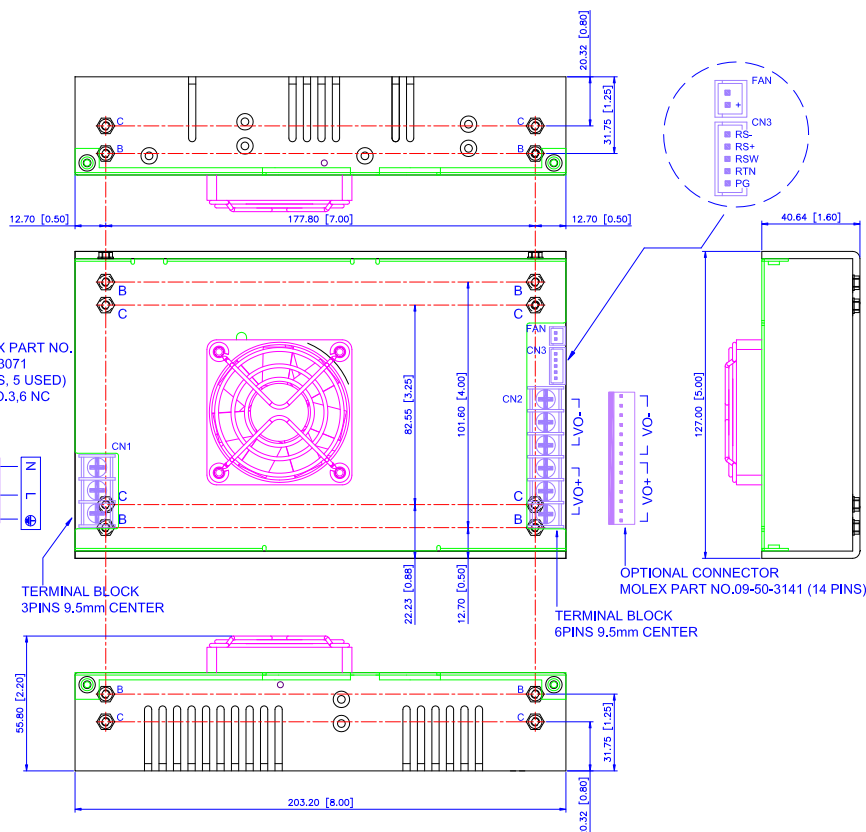 20.32 [0.80]
31.75 [1.25]
C
C
B
B
FAN
+
CN3
RS-
RS+
RSW
RTN
PG
12.70 [0.50]
177.80 [7.00]
12.70 [0.50]
40.64 [1.60]
B
B
C
C
82.55 [3.25]
101.60 [4.00]
127.00 [5.00]
FAN
CN3
CN2
VO-
VO+
VO-
VO+
X PART NO.
3071
S, 5 USED)
O.3,6 NC
CN1
N
L
C
C
B
B
22.23 [0.88]
12.70 [0.50]
TERMINAL BLOCK
3PINS 9.5mm CENTER
OPTIONAL CONNECTOR
MOLEX PART NO.09-50-3141 (14 PINS)
TERMINAL BLOCK
6PINS 9.5mm CENTER
55.80 [2.20]
B
B
C
C
31.75 [1.25]
0.32 [0.80]
203.20 [8.00]